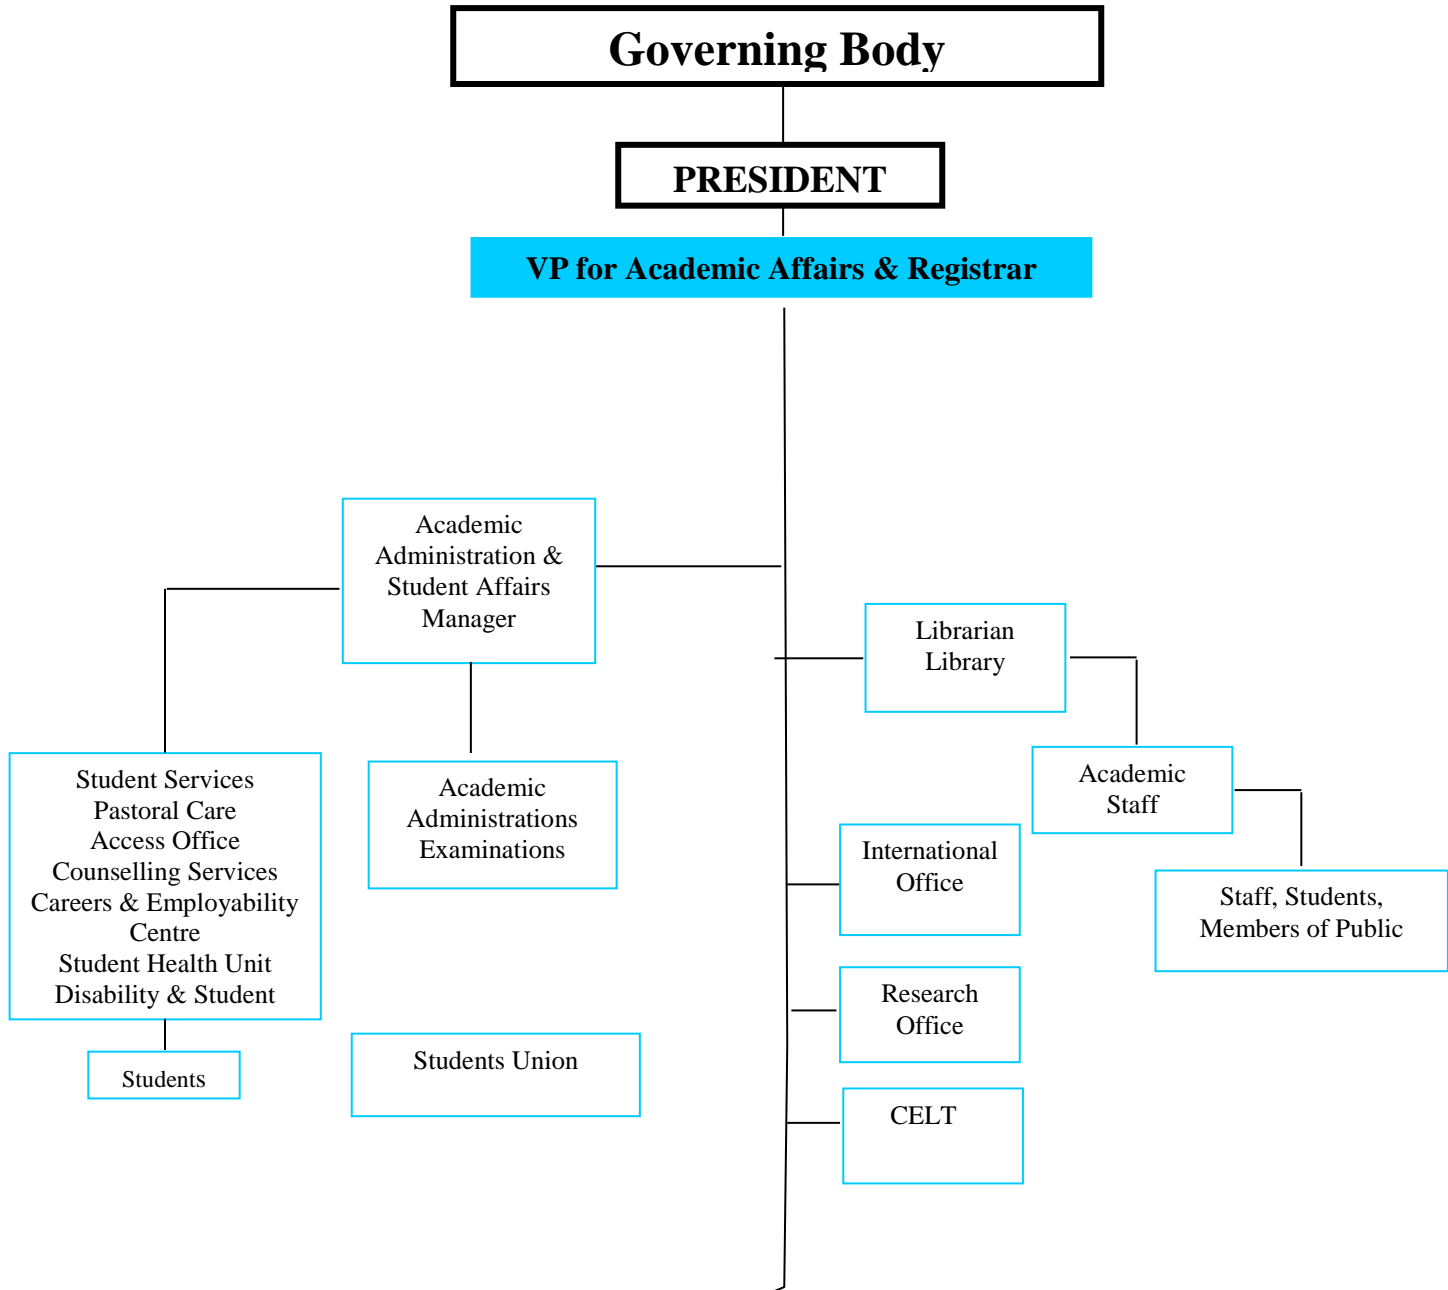 Governing Body
PRESIDENT
VP for Academic Affairs & Registrar
Academic
Administration &
Student Affairs
Manager
Librarian
Library
Student Services
Pastoral Care
Access Office
Counselling Services
Careers & Employability
Centre
Student Health Unit
Disability & Student
Academic
Administrations
Examinations
Academic
Staff
International
Office
Staff, Students,
Members of Public
Research
Office
Students Union
Students
CELT